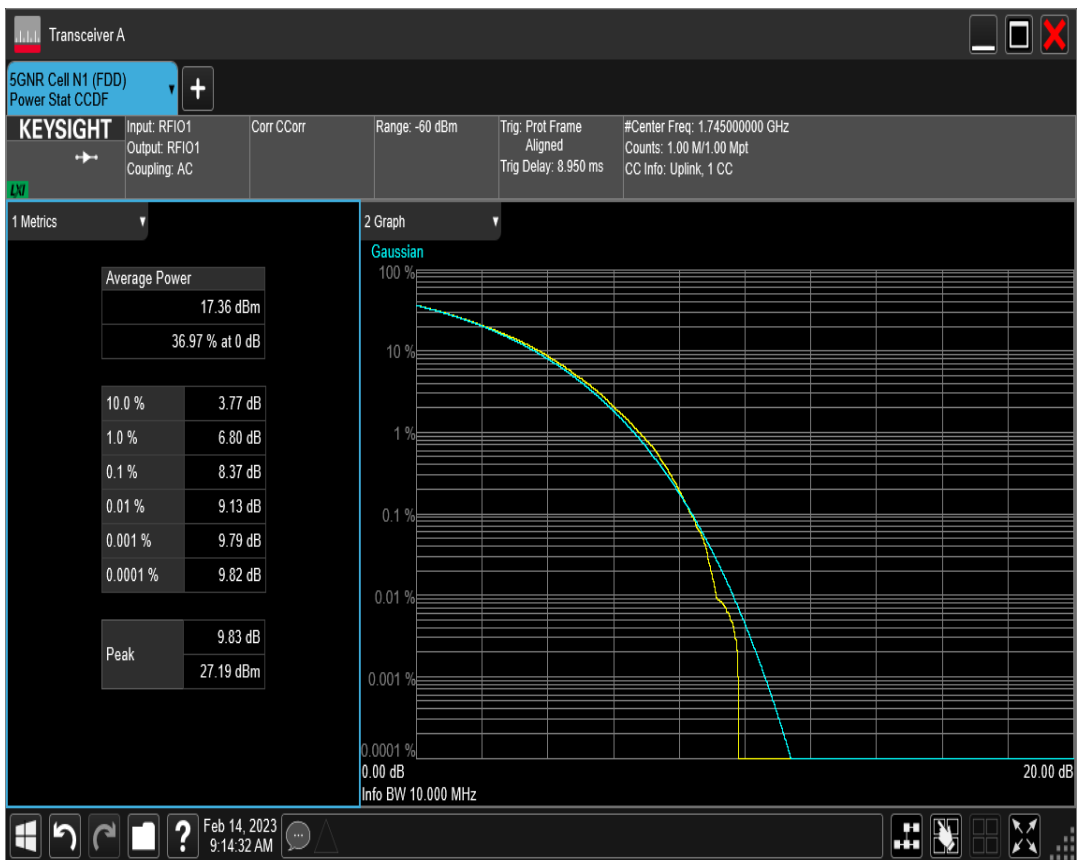 Transceiver A
5GNR Cell N1 (FDD)
Power Stat CCDF
+
KEYSIGHT
LXI
Input: RFIO1
Output: RFIO1
Coupling: AC
Corr CCorr
Range: -60 dBm
Trig: Prot Frame
Aligned
Trig Delay: 8.950 ms
#Center Freq: 1.745000000 GHz
Counts: 1.00 M/1.00 Mpt
CC Info: Uplink, 1 CC
1 Metrics
Average Power
17.36 dBm
36.97 % at 0 dB
10.0 % 3.77 dB
1.0 % 6.80 dB
0.1 % 8.37 dB
0.01 % 9.13 dB
0.001 % 9.79 dB
0.0001 % 9.82 dB
Peak
9.83 dB
27.19 dBm
2 Graph
Gaussian
100 %
10 %
1 %
0.1 %
0.01 %
0.001 %
0.0001 %
0.00 dB 20.00 dB
Info BW 10.000 MHz
?
Feb 14, 2023
9:14:32 AM